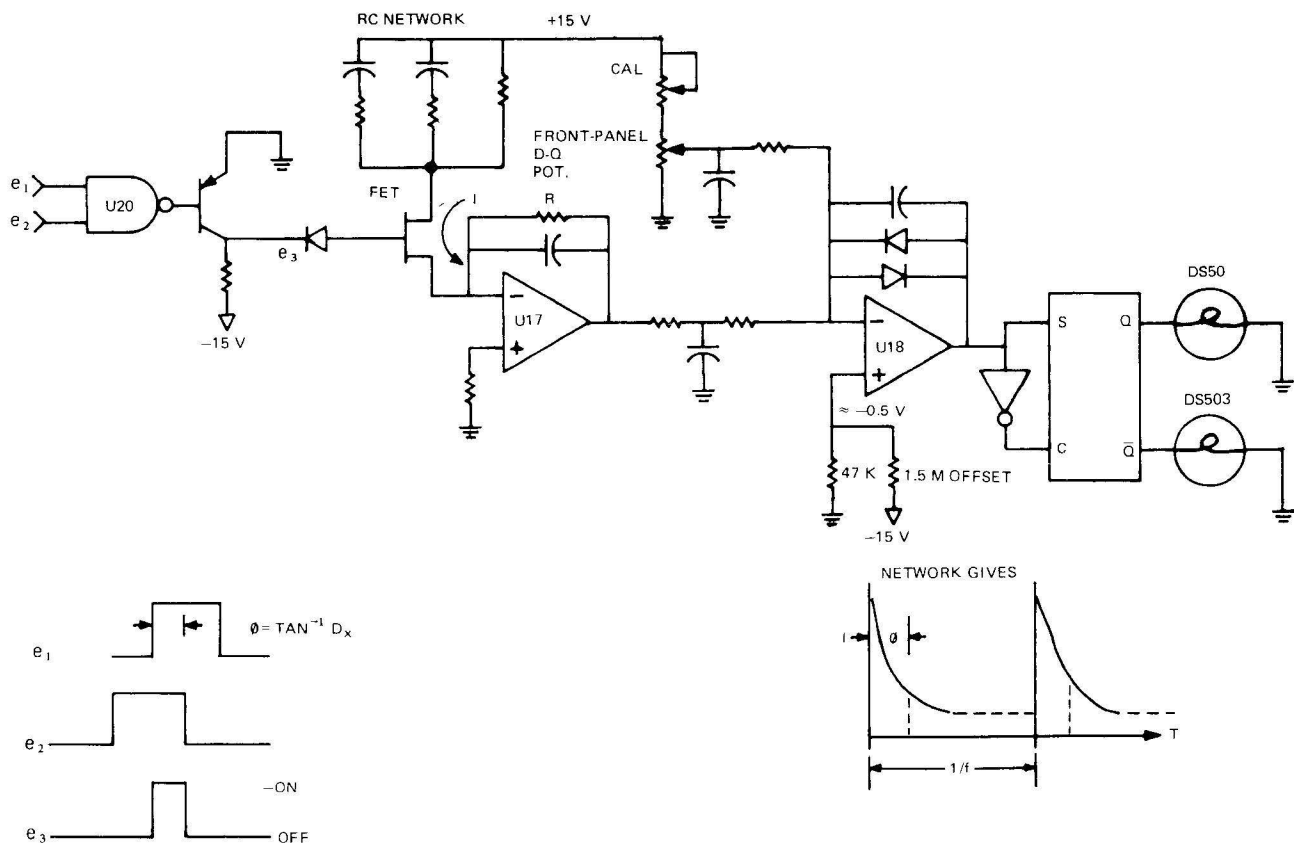 RC NETWORK
+15 V
CAL
FRONT-PANEL
D-Q
POT.
FET
I
R
e1
e2
U20
e3
−15 V
−
U17
+
−
U18
+
≈ −0.5 V
47 K
1.5 M OFFSET
−15 V
S
Q
C
Q̅
DS50
DS503
e1
ø = TAN⁻¹ Dx
e2
e3
−ON
OFF
NETWORK GIVES
I
ø
T
1/f